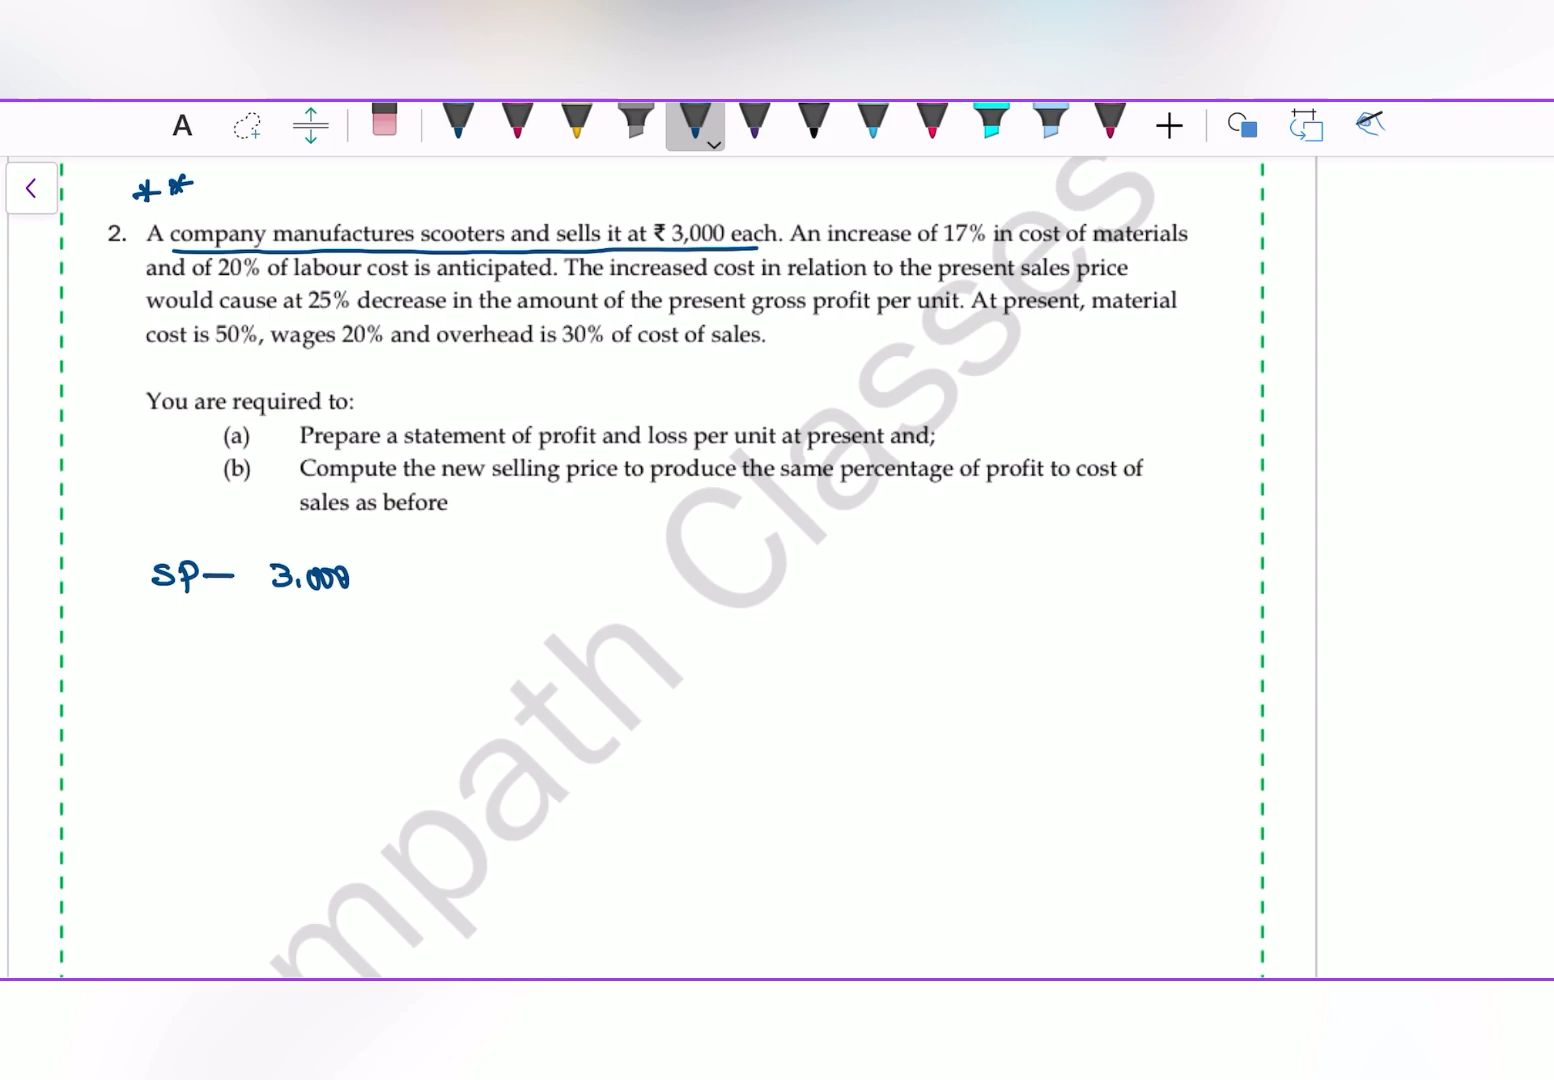 A
**
2. A company manufactures scooters and sells it at ₹ 3,000 each. An increase of 17% in cost of materials
and of 20% of labour cost is anticipated. The increased cost in relation to the present sales price
would cause at 25% decrease in the amount of the present gross profit per unit. At present, material
cost is 50%, wages 20% and overhead is 30% of cost of sales.
You are required to:
(a) Prepare a statement of profit and loss per unit at present and;
(b) Compute the new selling price to produce the same percentage of profit to cost of
sales as before
SP — 3,000
mpath Classes